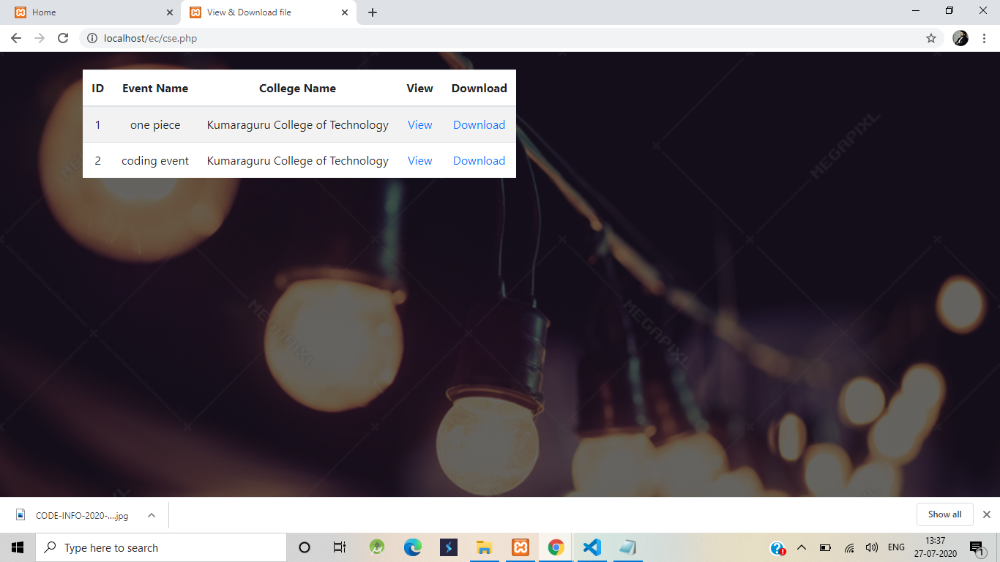 Home
View & Download file
localhost/ec/cse.php
ID Event Name College Name View Download
1 one piece Kumaraguru College of Technology View Download
2 coding event Kumaraguru College of Technology View Download
MEGAPIXL
MEGAPIXL
MEGAPIXL
CODE-INFO-2020-....jpg
Show all
Type here to search
ENG
13:37
27-07-2020
1